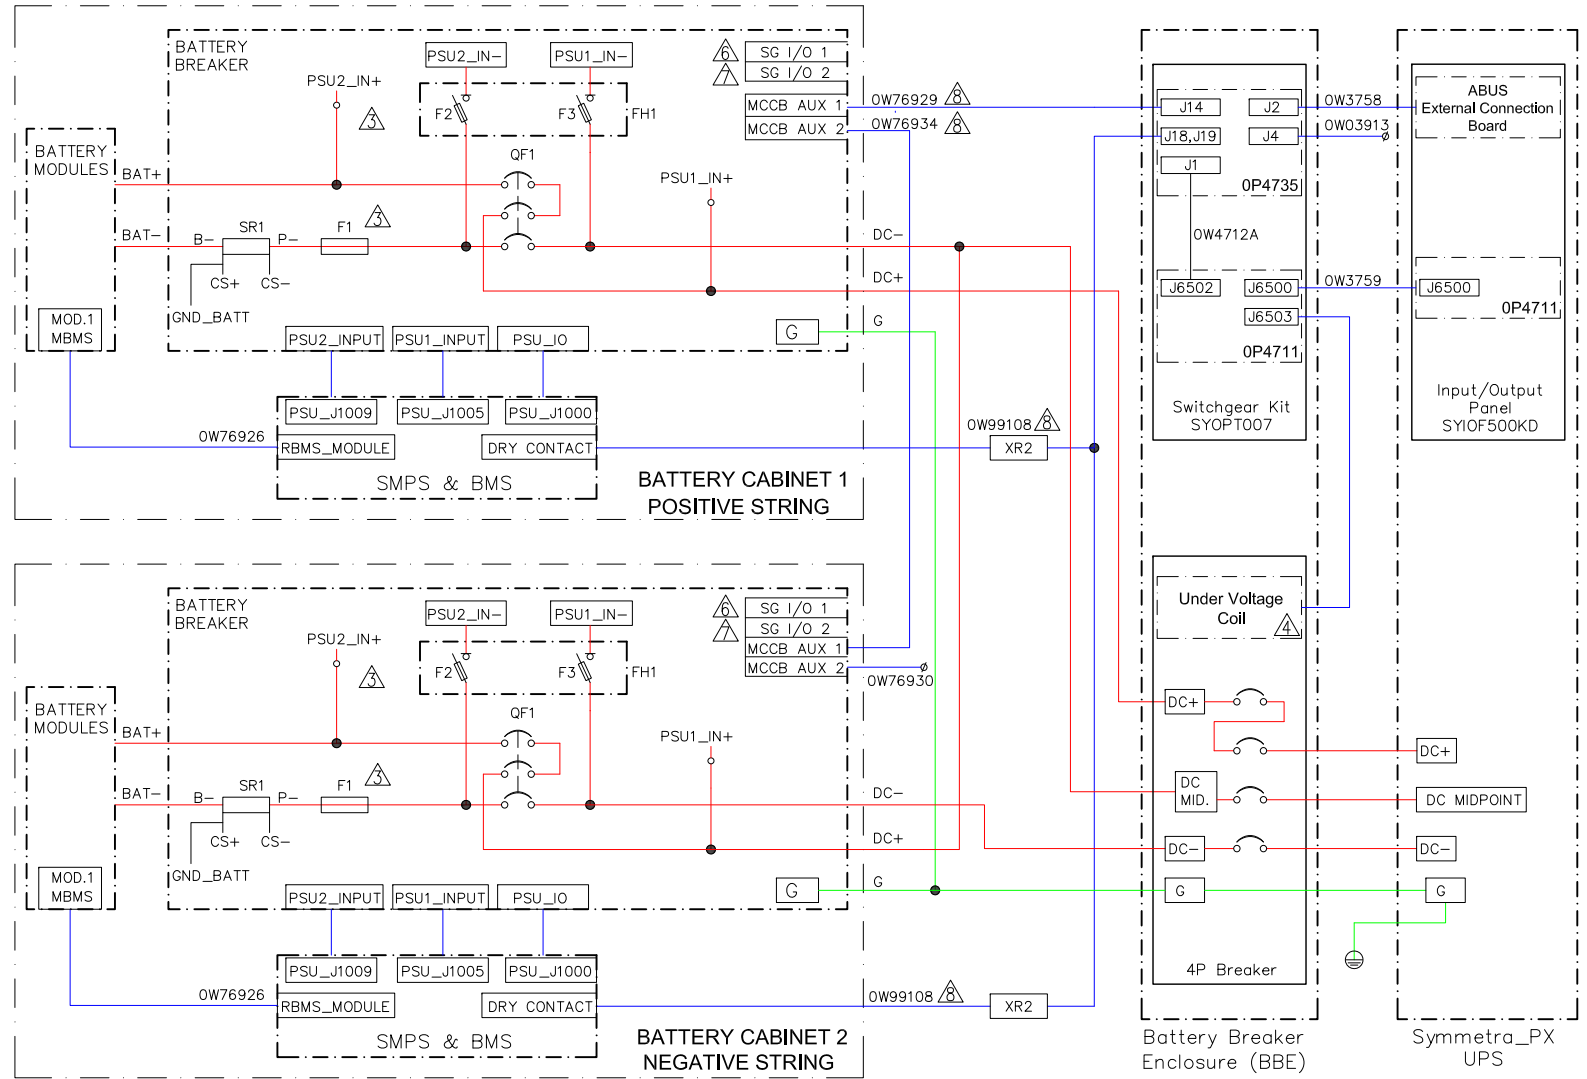 BATTERY
BREAKER
PSU2_IN+
3
PSU2_IN-
PSU1_IN-
F2
F3
FH1
6
SG I/O 1
7
SG I/O 2
MCCB AUX 1
MCCB AUX 2
0W76929
8
0W76934
8
BATTERY
MODULES
BAT+
BAT-
QF1
PSU1_IN+
B-
SR1
P-
F1
3
CS+
CS-
GND_BATT
DC-
DC+
G
G
MOD.1
MBMS
PSU2_INPUT
PSU1_INPUT
PSU_IO
PSU_J1009
PSU_J1005
PSU_J1000
0W76926
RBMS_MODULE
DRY CONTACT
SMPS & BMS
BATTERY CABINET 1
POSITIVE STRING
0W99108
8
XR2
J14
J2
J18,J19
J4
J1
0P4735
0W4712A
J6502
J6500
J6503
0P4711
Switchgear Kit
SYOPT007
0W3758
0W03913
0W3759
ABUS
External Connection
Board
J6500
0P4711
Input/Output
Panel
SYIOF500KD
BATTERY
BREAKER
PSU2_IN+
3
PSU2_IN-
PSU1_IN-
F2
F3
FH1
6
SG I/O 1
7
SG I/O 2
MCCB AUX 1
MCCB AUX 2
0W76930
BATTERY
MODULES
BAT+
BAT-
QF1
PSU1_IN+
B-
SR1
P-
F1
3
CS+
CS-
GND_BATT
DC-
DC+
G
G
MOD.1
MBMS
PSU2_INPUT
PSU1_INPUT
PSU_IO
PSU_J1009
PSU_J1005
PSU_J1000
0W76926
RBMS_MODULE
DRY CONTACT
SMPS & BMS
BATTERY CABINET 2
NEGATIVE STRING
0W99108
8
XR2
Under Voltage
Coil
4
DC+
DC
MID.
DC-
G
4P Breaker
Battery Breaker
Enclosure (BBE)
DC+
DC MIDPOINT
DC-
G
Symmetra_PX
UPS